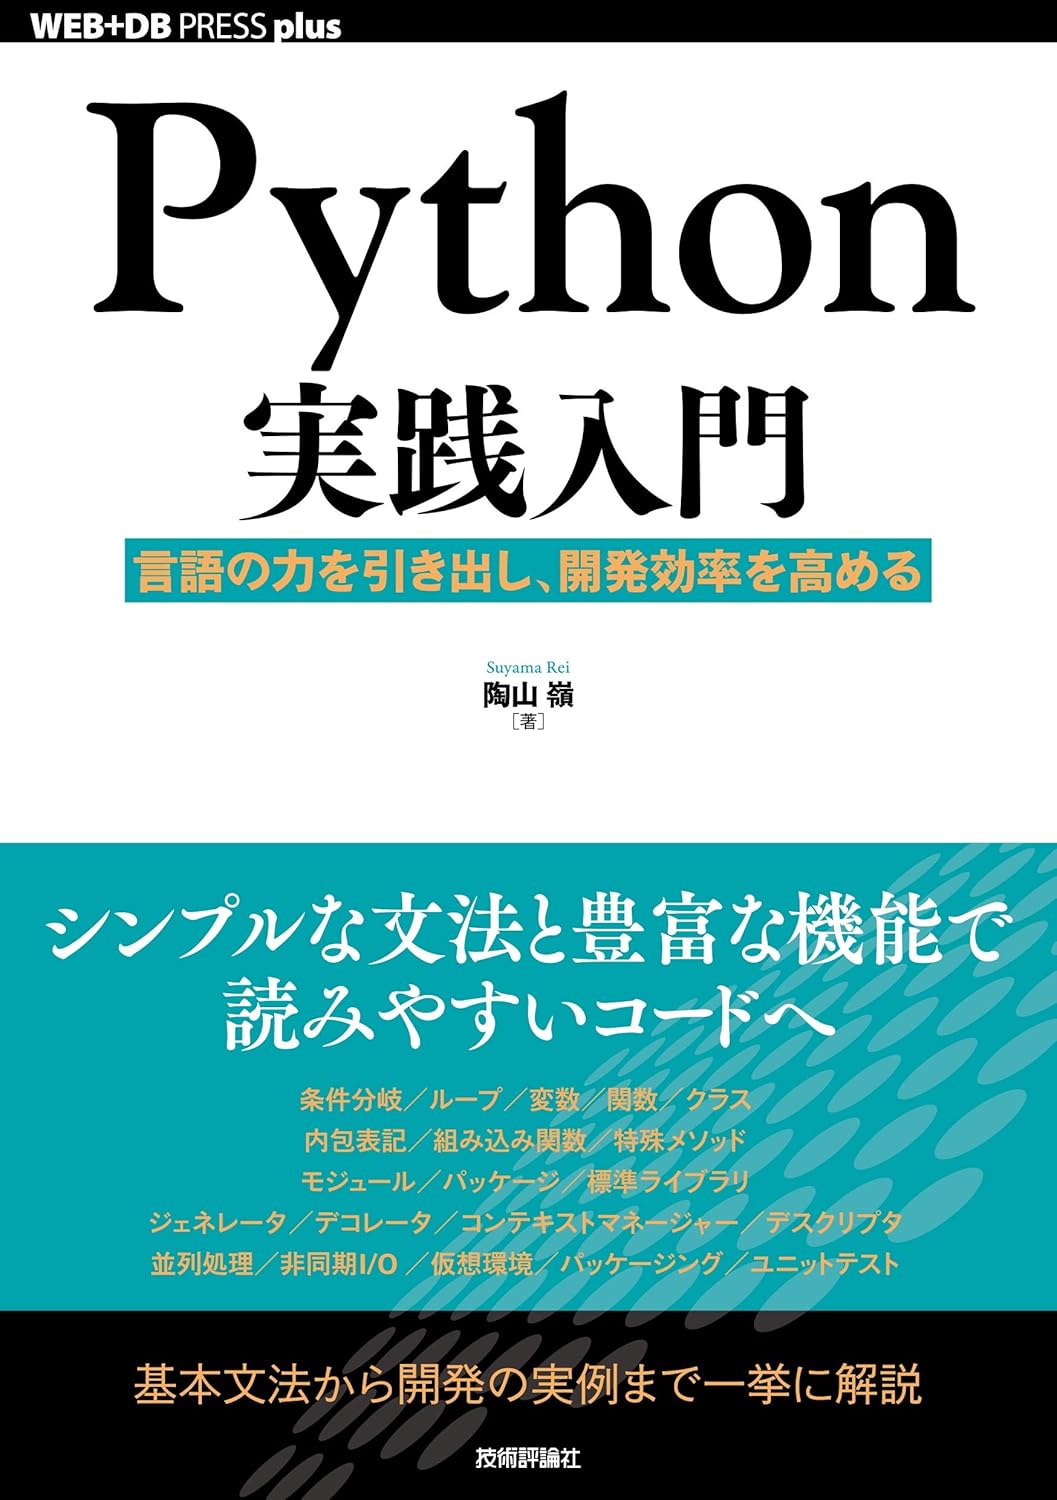 WEB+DB PRESS plus
Python
実践入門
言語の力を引き出し、開発効率を高める
Suyama Rei
陶山 嶺
[著]
シンプルな文法と豊富な機能で
読みやすいコードへ
条件分岐／ループ／変数／関数／クラス
内包表記／組み込み関数／特殊メソッド
モジュール／パッケージ／標準ライブラリ
ジェネレータ／デコレータ／コンテキストマネージャー／デスクリプタ
並列処理／非同期I/O／仮想環境／パッケージング／ユニットテスト
基本文法から開発の実例まで一挙に解説
技術評論社